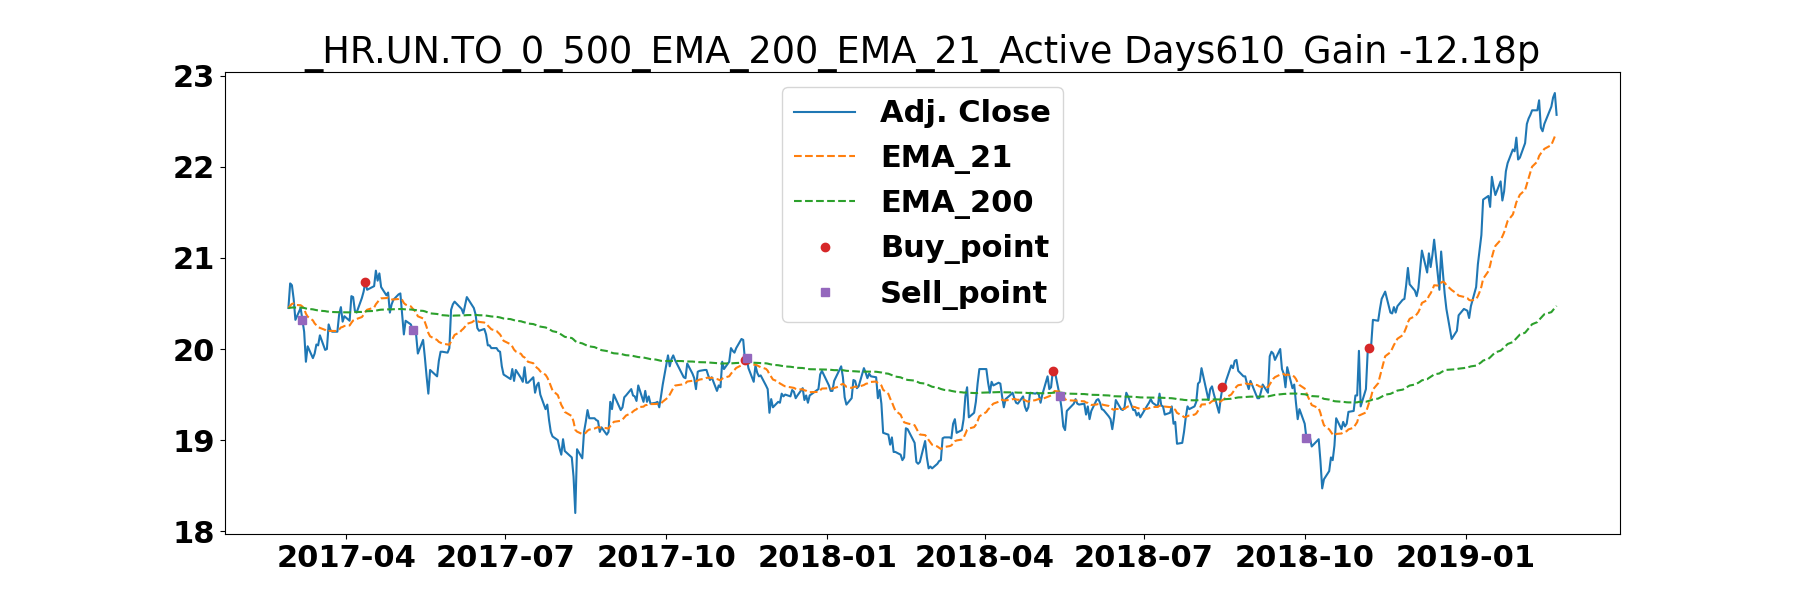 _HR.UN.TO_0_500_EMA_200_EMA_21_Active Days610_Gain -12.18p
23
22
21
20
19
18
Adj. Close
EMA_21
EMA_200
Buy_point
Sell_point
2017-04 2017-07 2017-10 2018-01 2018-04 2018-07 2018-10 2019-01